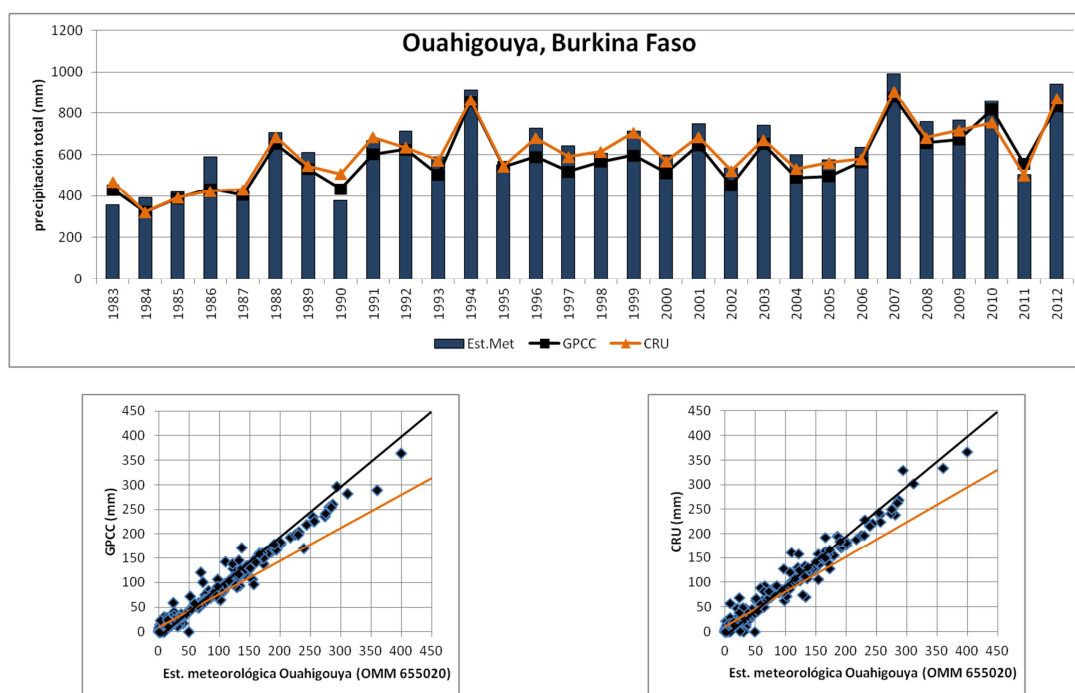 Ouahigouya, Burkina Faso
precipitación total (mm)
1200
1000
800
600
400
200
0
1983 1984 1985 1986 1987 1988 1989 1990 1991 1992 1993 1994 1995 1996 1997 1998 1999 2000 2001 2002 2003 2004 2005 2006 2007 2008 2009 2010 2011 2012
Est.Met GPCC CRU
GPCC (mm)
450
400
350
300
250
200
150
100
50
0
0 50 100 150 200 250 300 350 400 450
Est. meteorológica Ouahigouya (OMM 655020)
CRU (mm)
450
400
350
300
250
200
150
100
50
0
0 50 100 150 200 250 300 350 400 450
Est. meteorológica Ouahigouya (OMM 655020)